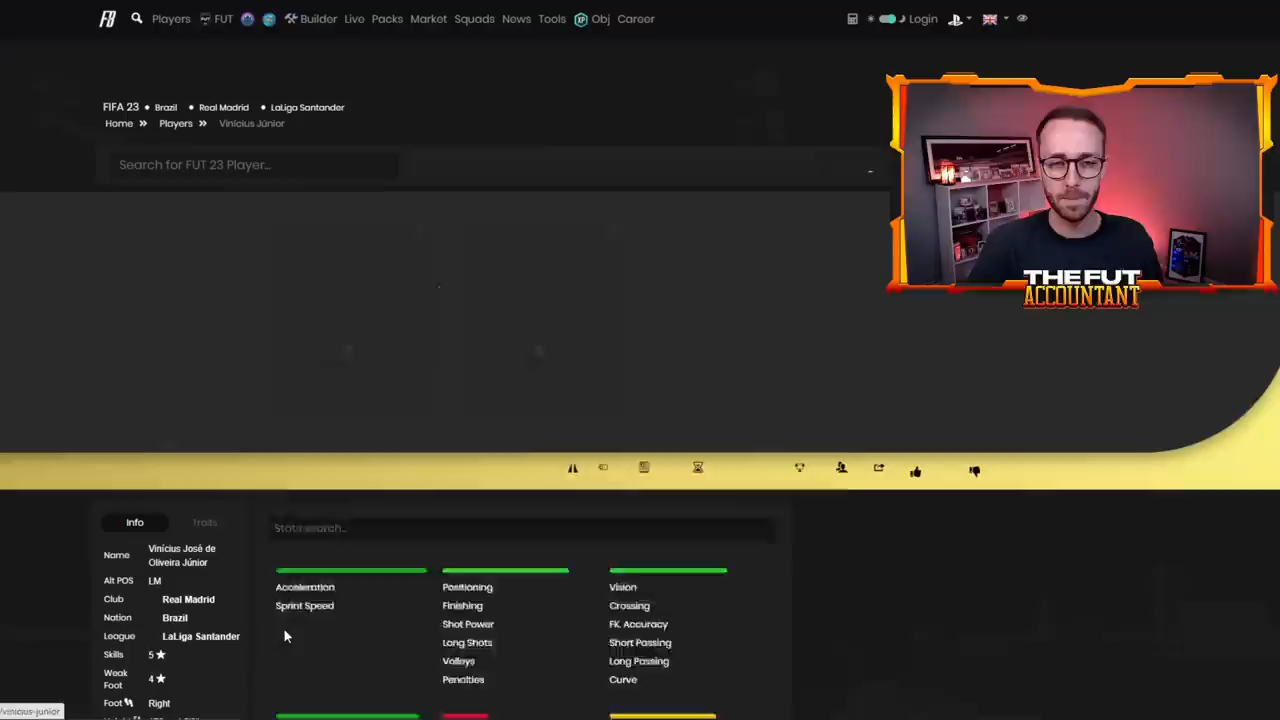 FB Players FUT Builder Live Packs Market Squads News Tools XP Obj Career Login
FIFA 23 • Brazil • Real Madrid • LaLiga Santander
Home » Players » Vinícius Júnior
Search for FUT 23 Player...
THE FUT
ACCOUNTANT
Info Traits
Stats search...
Name Vinícius José de
Oliveira Júnior
Alt POS LM
Club Real Madrid
Nation Brazil
League LaLiga Santander
Skills 5★
Weak
Foot 4★
Foot Right
Acceleration
Sprint Speed
Positioning
Finishing
Shot Power
Long Shots
Volleys
Penalties
Vision
Crossing
FK. Accuracy
Short Passing
Long Passing
Curve
/vinicius-junior